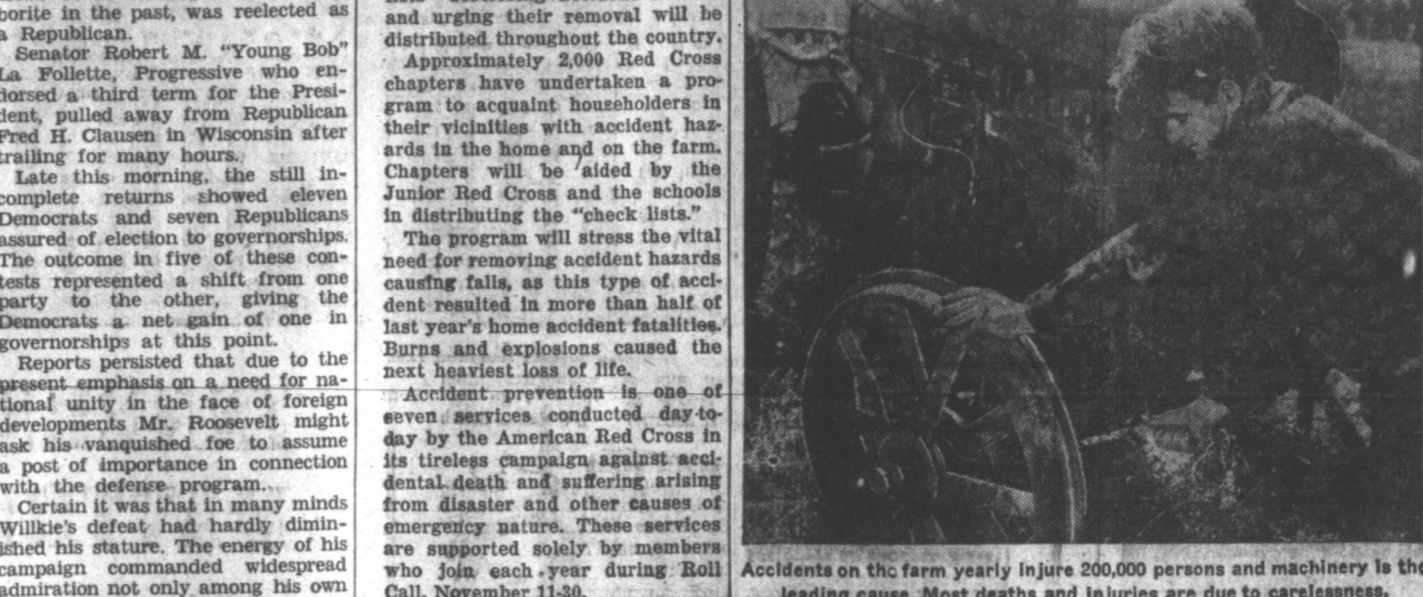 borite in the past, was reelected as
a Republican.
Senator Robert M. "Young Bob"
La Follette, Progressive who en-
dorsed a third term for the Presi-
dent, pulled away from Republican
Fred H. Clausen in Wisconsin after
trailing for many hours.
Late this morning, the still in-
complete returns showed eleven
Democrats and seven Republicans
assured of election to governorships.
The outcome in five of these con-
tests represented a shift from one
party to the other, giving the
Democrats a net gain of one in
governorships at this point.
Reports persisted that due to the
present emphasis on a need for na-
tional unity in the face of foreign
developments Mr. Roosevelt might
ask his vanquished foe to assume
a post of importance in connection
with the defense program.
Certain it was that in many minds
Willkie's defeat had hardly dimin-
ished his stature. The energy of his
campaign commanded widespread
admiration not only among his own
and urging their removal will be
distributed throughout the country.
Approximately 2,000 Red Cross
chapters have undertaken a pro-
gram to acquaint householders in
their vicinities with accident haz-
ards in the home and on the farm.
Chapters will be aided by the
Junior Red Cross and the schools
in distributing the "check lists."
The program will stress the vital
need for removing accident hazards
causing falls, as this type of acci-
dent resulted in more than half of
last year's home accident fatalities.
Burns and explosions caused the
next heaviest loss of life.
Accident prevention is one of
seven services conducted day-to-
day by the American Red Cross in
its tireless campaign against acci-
dental death and suffering arising
from disaster and other causes of
emergency nature. These services
are supported solely by members
who join each year during Roll
Call, November 11-30.
Accidents on the farm yearly injure 200,000 persons and machinery is the
leading cause. Most deaths and injuries are due to carelessness.